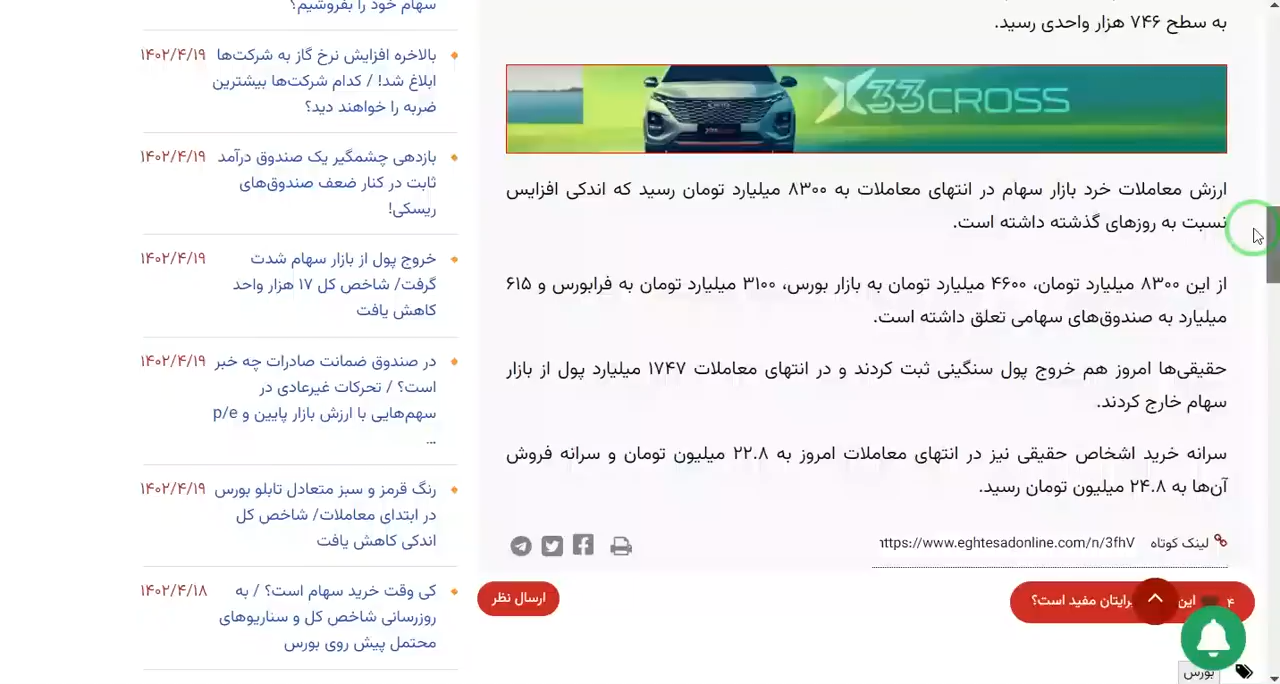 به سطح ۷۴۶ هزار واحدی رسید.
X33CROSS
ارزش معاملات خرد بازار سهام در انتهای معاملات به ۸۳۰۰ میلیارد تومان رسید که اندکی افزایس
نسبت به روزهای گذشته داشته است.
از این ۸۳۰۰ میلیارد تومان، ۴۶۰۰ میلیارد تومان به بازار بورس، ۳۱۰۰ میلیارد تومان به فرابورس و ۶۱۵
میلیارد به صندوق‌های سهامی تعلق داشته است.
حقیقی‌ها امروز هم خروج پول سنگینی ثبت کردند و در انتهای معاملات ۱۷۴۷ میلیارد پول از بازار
سهام خارج کردند.
سرانه خرید اشخاص حقیقی نیز در انتهای معاملات امروز به ۲۲.۸ میلیون تومان و سرانه فروش
آن‌ها به ۲۴.۸ میلیون تومان رسید.
لینک کوتاه
ttps://www.eghtesadonline.com/n/3fhV
۴ این برایتان مفید است؟
ارسال نظر
بورس
سهام خود را بفروشیم؟
بالاخره افزایش نرخ گاز به شرکت‌ها ۱۴۰۲/۴/۱۹
ابلاغ شد! / کدام شرکت‌ها بیشترین
ضربه را خواهند دید؟
بازدهی چشمگیر یک صندوق درآمد ۱۴۰۲/۴/۱۹
ثابت در کنار ضعف صندوق‌های
ریسکی!
خروج پول از بازار سهام شدت ۱۴۰۲/۴/۱۹
گرفت/ شاخص کل ۱۷ هزار واحد
کاهش یافت
در صندوق ضمانت صادرات چه خبر ۱۴۰۲/۴/۱۹
است؟ / تحرکات غیرعادی در
سهم‌هایی با ارزش بازار پایین و p/e
...
رنگ قرمز و سبز متعادل تابلو بورس ۱۴۰۲/۴/۱۹
در ابتدای معاملات/ شاخص کل
اندکی کاهش یافت
کی وقت خرید سهام است؟ / به ۱۴۰۲/۴/۱۸
روزرسانی شاخص کل و سناریوهای
محتمل پیش روی بورس